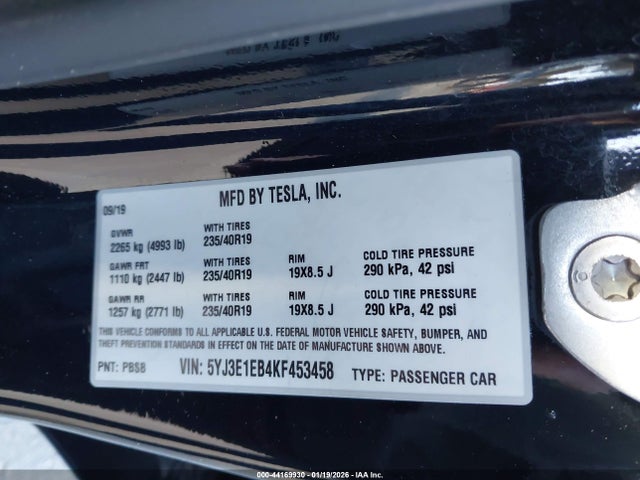 MFD BY TESLA, INC.
09/19
GVWR WITH TIRES
2265 kg (4993 lb) 235/40R19
GAWR FRT WITH TIRES RIM COLD TIRE PRESSURE
1110 kg (2447 lb) 235/40R19 19X8.5 J 290 kPa, 42 psi
GAWR RR WITH TIRES RIM COLD TIRE PRESSURE
1257 kg (2771 lb) 235/40R19 19X8.5 J 290 kPa, 42 psi
THIS VEHICLE CONFORMS TO ALL APPLICABLE U.S. FEDERAL MOTOR VEHICLE SAFETY, BUMPER, AND
THEFT PREVENTION STANDARDS IN EFFECT ON THE DATE OF MANUFACTURE SHOWN ABOVE.
PNT: PBSB VIN: 5YJ3E1EB4KF453458 TYPE: PASSENGER CAR
000-44169930 - 01/19/2026 - IAA Inc.